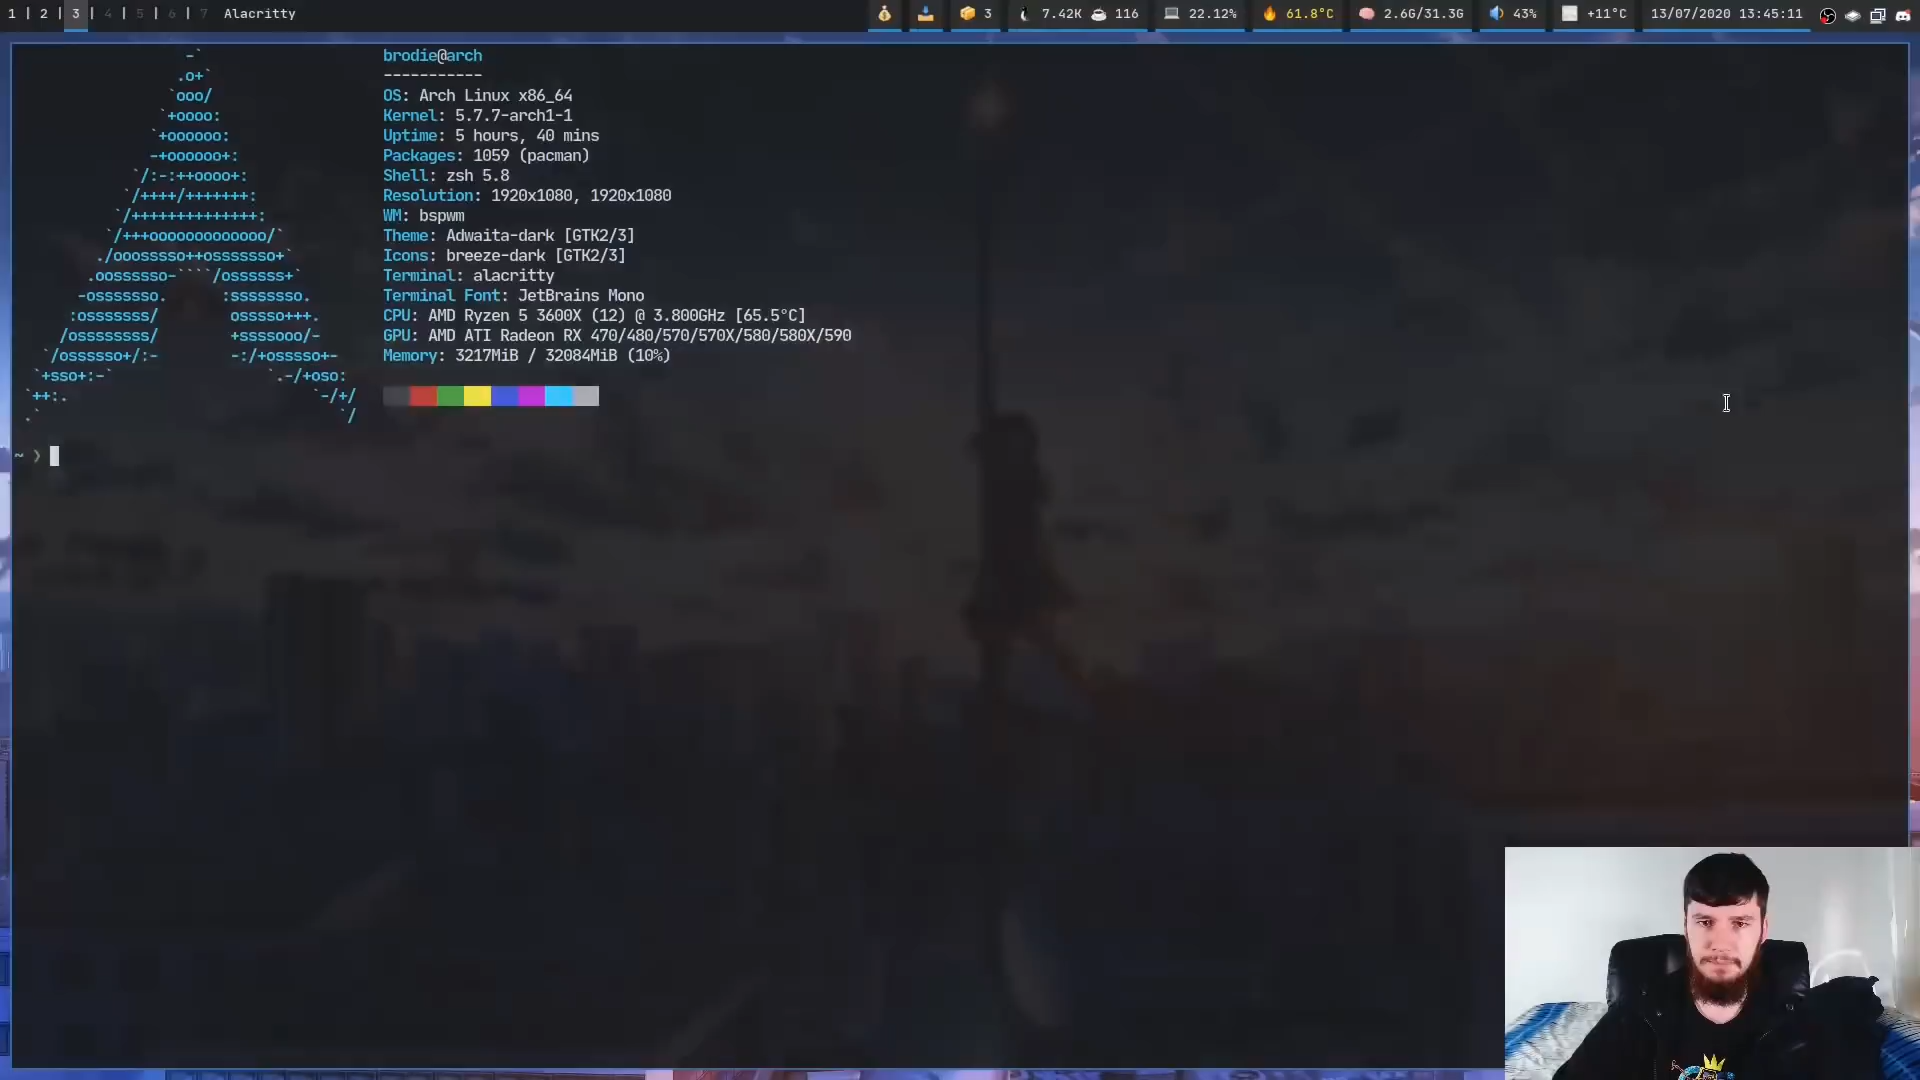 1 | 2 | 3 | 4 | 5 | 6 | 7 Alacritty
3 7.42K 116 22.12% 61.8°C 2.6G/31.3G 43% +11°C 13/07/2020 13:45:11
brodie@arch
-----------
OS: Arch Linux x86_64
Kernel: 5.7.7-arch1-1
Uptime: 5 hours, 40 mins
Packages: 1059 (pacman)
Shell: zsh 5.8
Resolution: 1920x1080, 1920x1080
WM: bspwm
Theme: Adwaita-dark [GTK2/3]
Icons: breeze-dark [GTK2/3]
Terminal: alacritty
Terminal Font: JetBrains Mono
CPU: AMD Ryzen 5 3600X (12) @ 3.800GHz [65.5°C]
GPU: AMD ATI Radeon RX 470/480/570/570X/580/580X/590
Memory: 3217MiB / 32084MiB (10%)
~ ❯